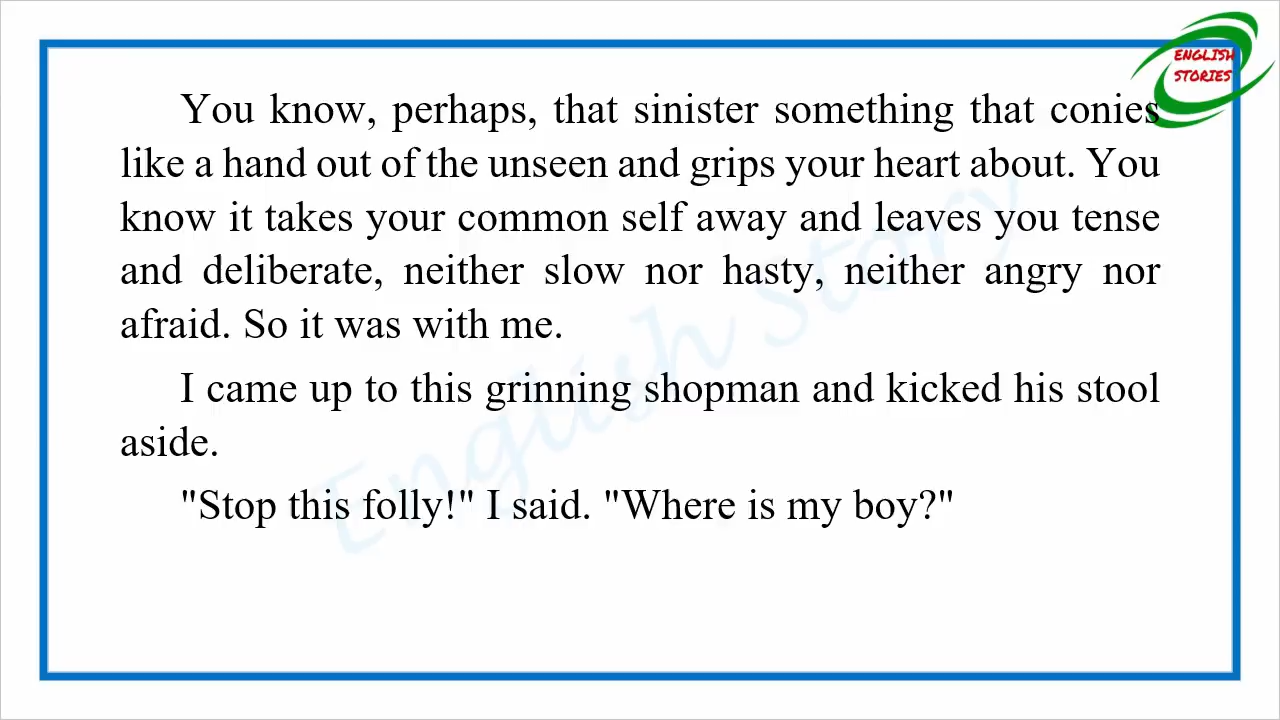 ENGLISH
STORIES
You know, perhaps, that sinister something that conies
like a hand out of the unseen and grips your heart about. You
know it takes your common self away and leaves you tense
and deliberate, neither slow nor hasty, neither angry nor
afraid. So it was with me.
I came up to this grinning shopman and kicked his stool
aside.
"Stop this folly!" I said. "Where is my boy?"
English Story